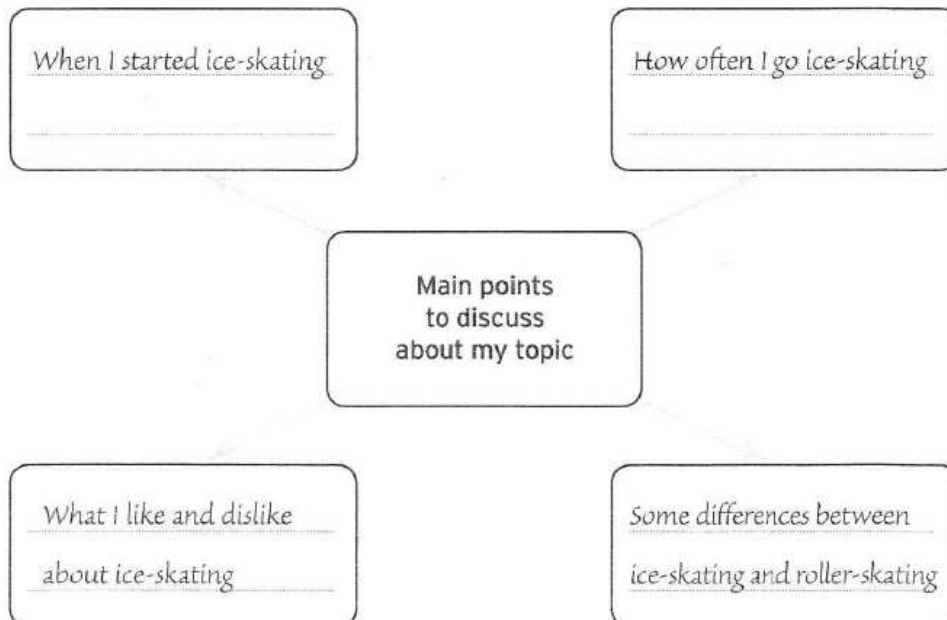 When I started ice-skating
How often I go ice-skating
Main points
to discuss
about my topic
What I like and dislike
about ice-skating
Some differences between
ice-skating and roller-skating